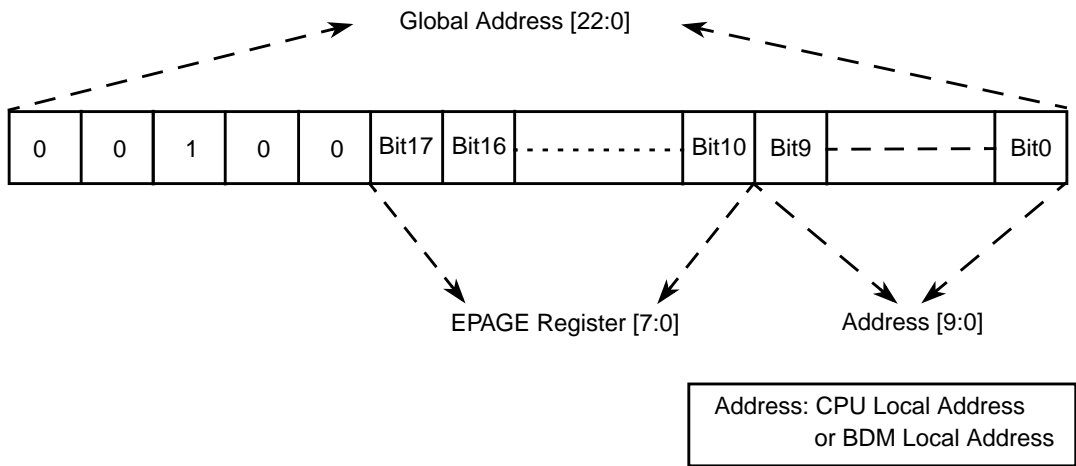 Global Address [22:0]
0 0 1 0 0 Bit17 Bit16 Bit10 Bit9 Bit0
EPAGE Register [7:0] Address [9:0]
Address: CPU Local Address
or BDM Local Address